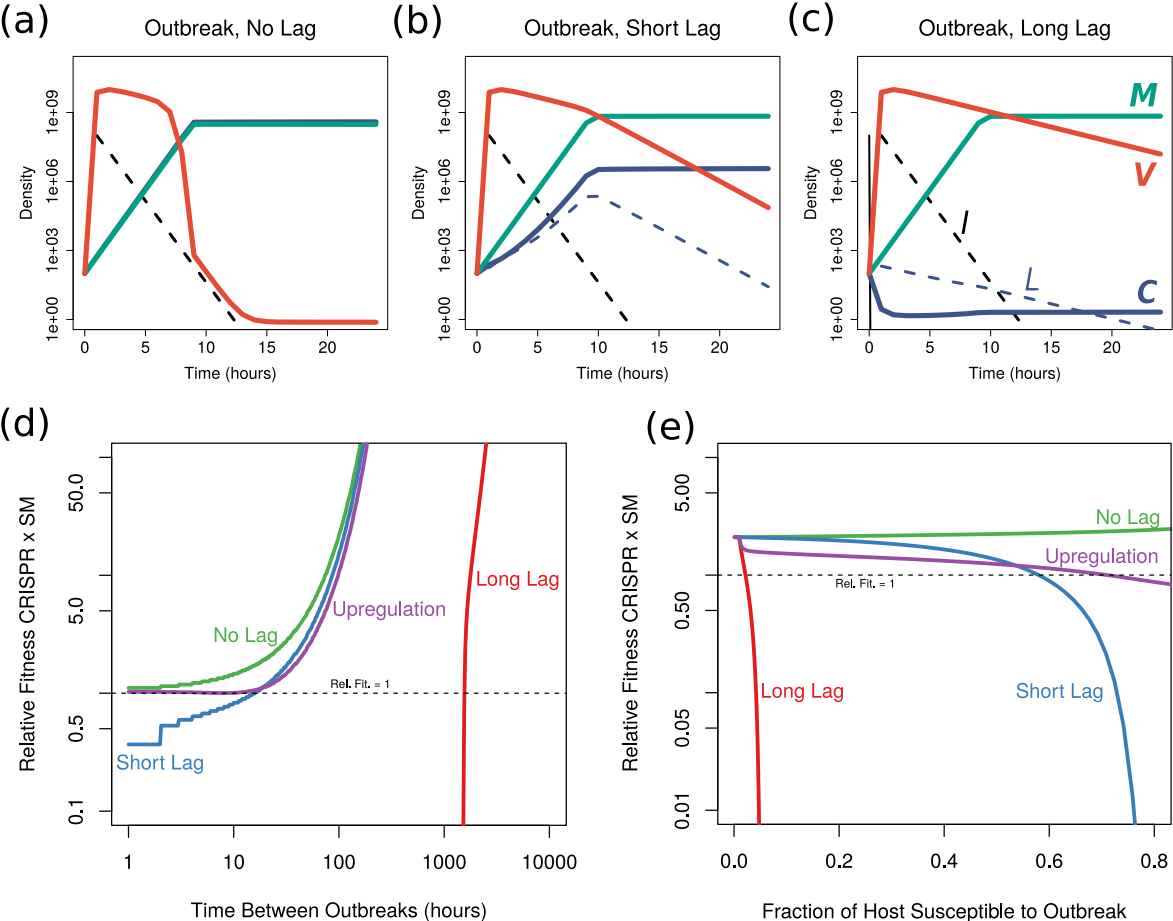 (a)
Outbreak, No Lag
Density
1e+09
1e+06
1e+03
1e+00
0
5
10
15
20
Time (hours)
(b)
Outbreak, Short Lag
Density
1e+09
1e+06
1e+03
1e+00
0
5
10
15
20
Time (hours)
(c)
Outbreak, Long Lag
Density
1e+09
1e+06
1e+03
1e+00
M
V
I
L
C
0
5
10
15
20
Time (hours)
(d)
Relative Fitness CRISPR x SM
50.0
5.0
0.5
0.1
Long Lag
Upregulation
No Lag
Rel. Fit. = 1
Short Lag
1
10
100
1000
10000
Time Between Outbreaks (hours)
(e)
Relative Fitness CRISPR x SM
5.00
0.50
0.05
0.01
No Lag
Upregulation
Rel. Fit. = 1
Long Lag
Short Lag
0.0
0.2
0.4
0.6
0.8
Fraction of Host Susceptible to Outbreak